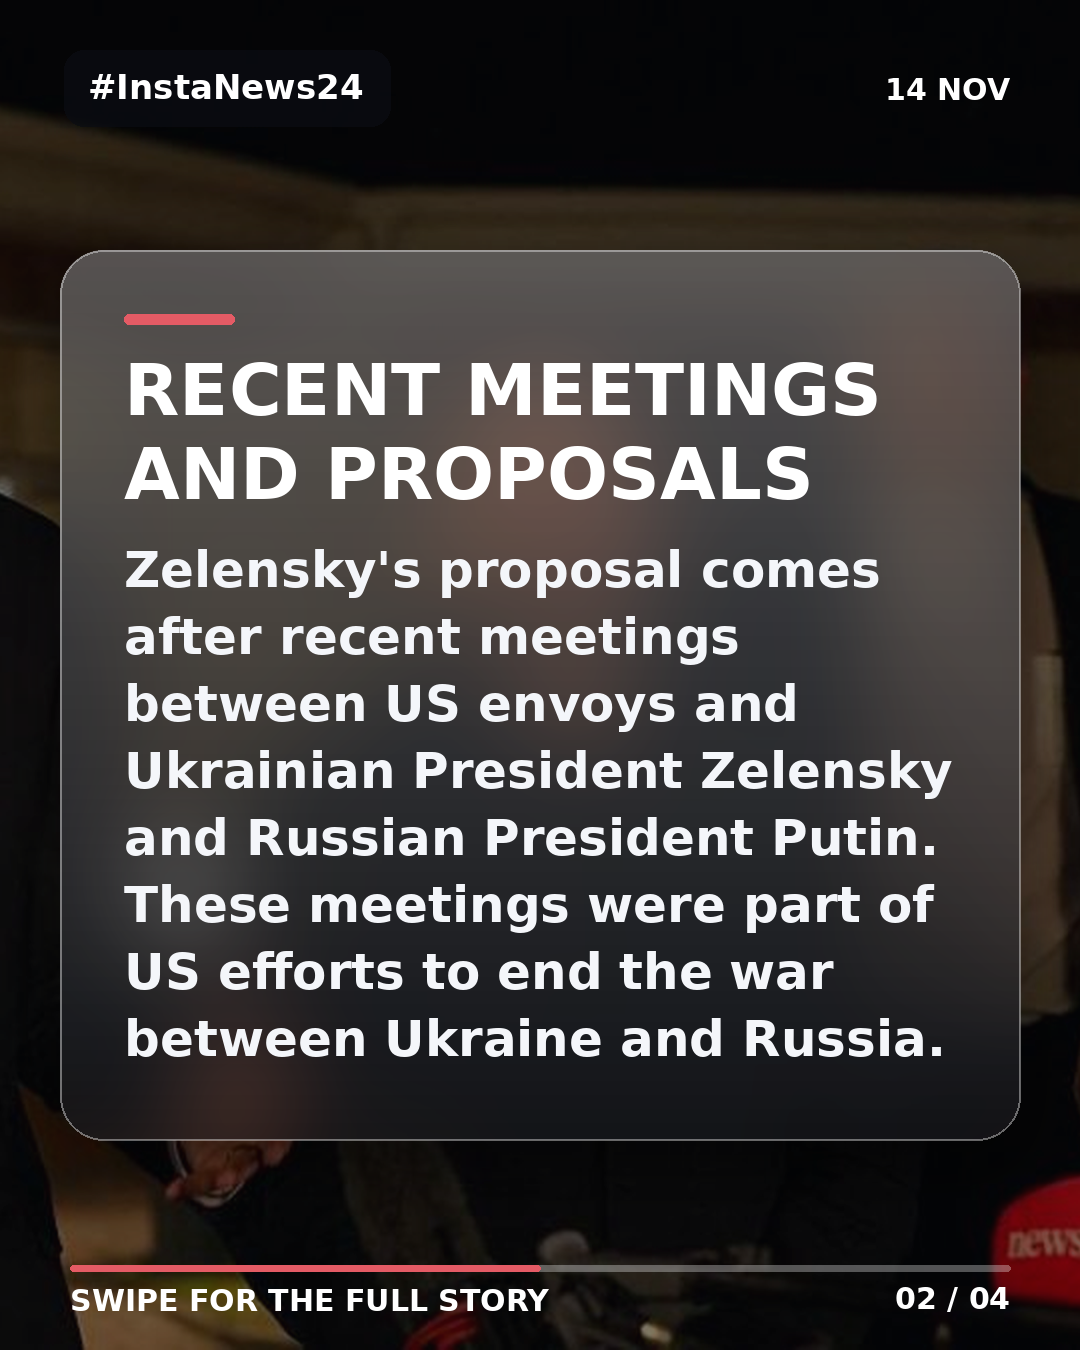 #InstaNews24
14 NOV
RECENT MEETINGS
AND PROPOSALS
Zelensky's proposal comes
after recent meetings
between US envoys and
Ukrainian President Zelensky
and Russian President Putin.
These meetings were part of
US efforts to end the war
between Ukraine and Russia.
news
SWIPE FOR THE FULL STORY
02 / 04